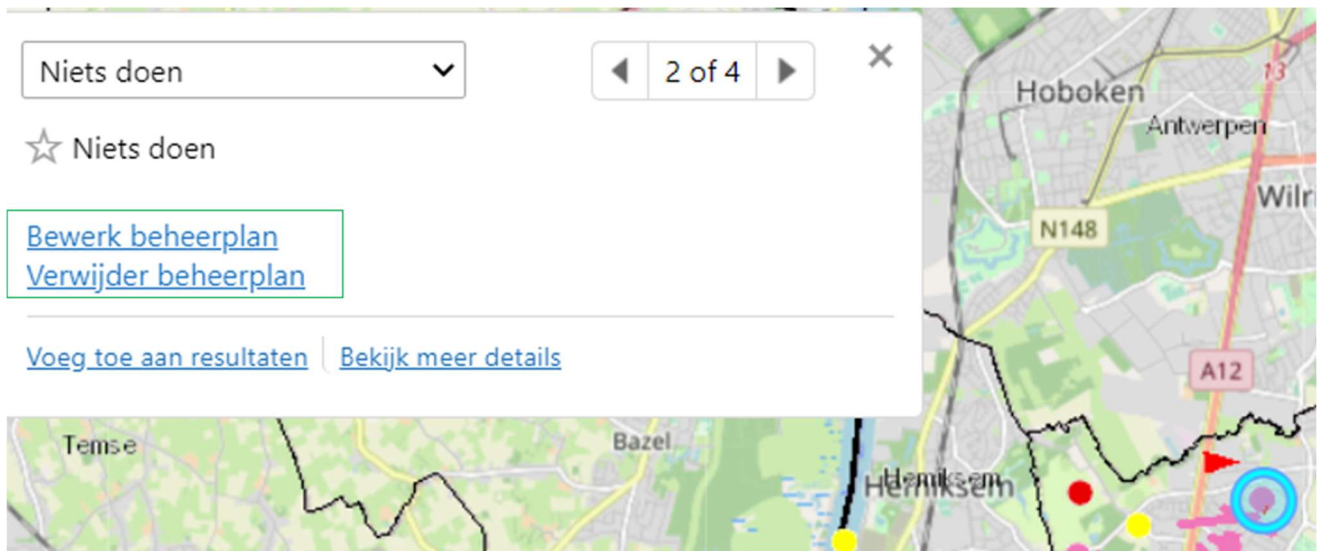 Niets doen
2 of 4
Niets doen
Bewerk beheerplan
Verwijder beheerplan
Voeg toe aan resultaten
Bekijk meer details
13
Hoboken
Antwerpen
Wilr
N148
A12
Temse
Bazel
Hemiksem
Hemiksem